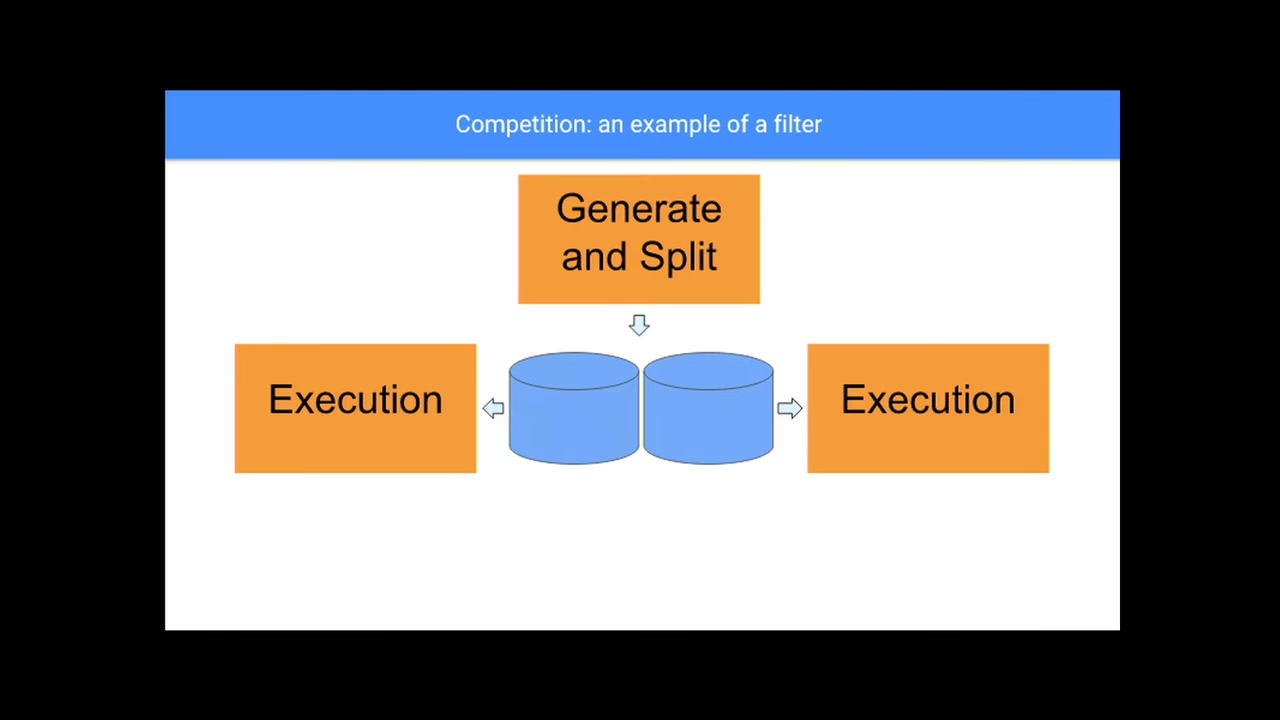 Competition: an example of a filter
Generate
and Split
Execution
Execution